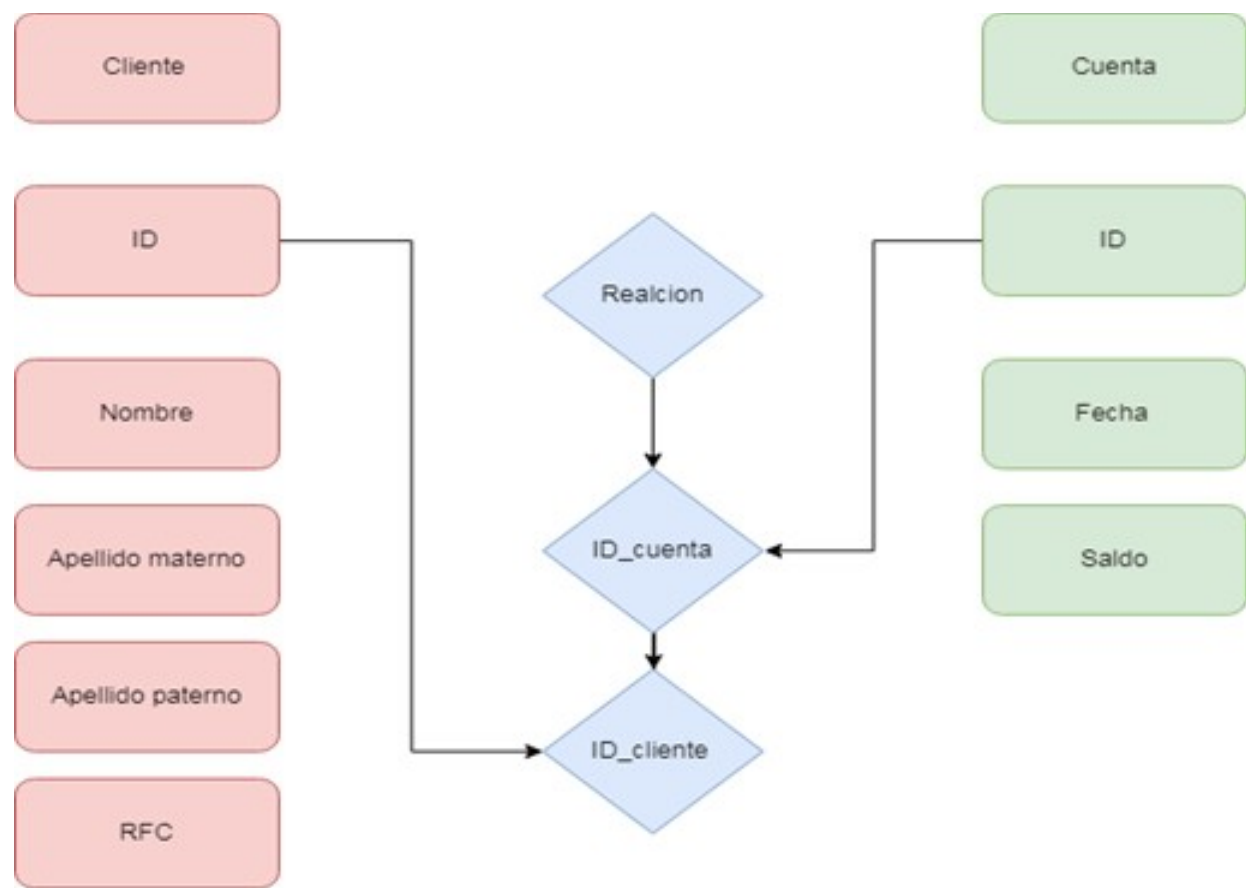 Cliente
ID
Nombre
Apellido materno
Apellido paterno
RFC
Realcion
ID_cuenta
ID_cliente
Cuenta
ID
Fecha
Saldo